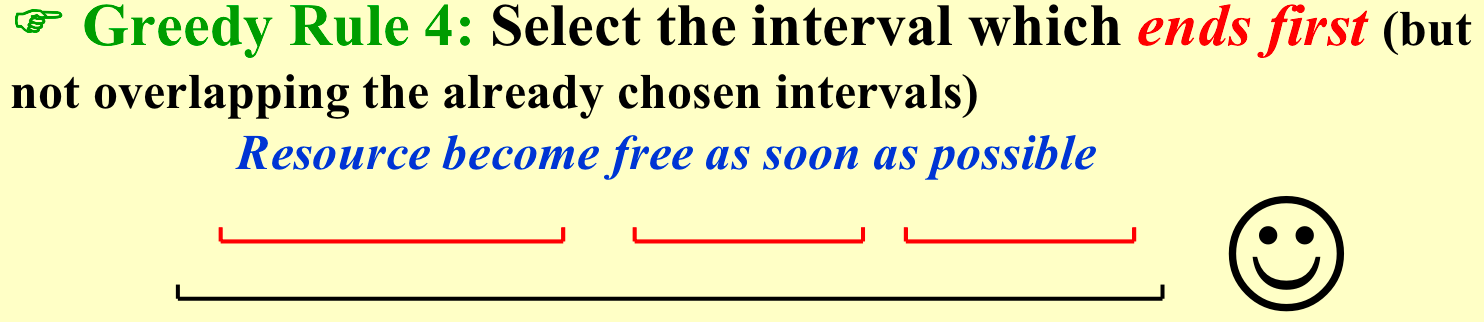 ☞ Greedy Rule 4: Select the interval which ends first (but
not overlapping the already chosen intervals)
Resource become free as soon as possible